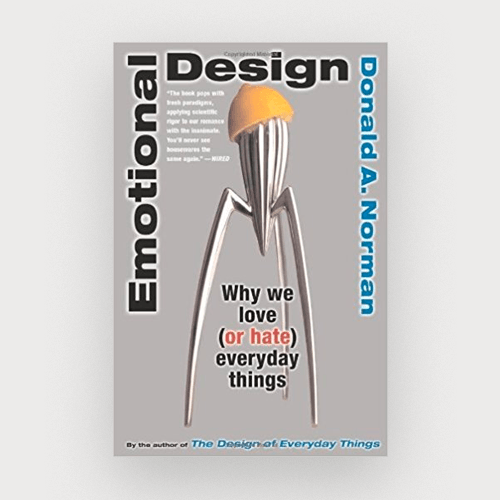 Copyrighted Material
Emotional
Design
Donald A. Norman
"The book pops with
fresh paradigms,
applying scientific
rigor to our romance
with the inanimate.
You'll never see
housewares the
same again." —WIRED
Why we
love
(or hate)
everyday
things
By the author of The Design of Everyday Things